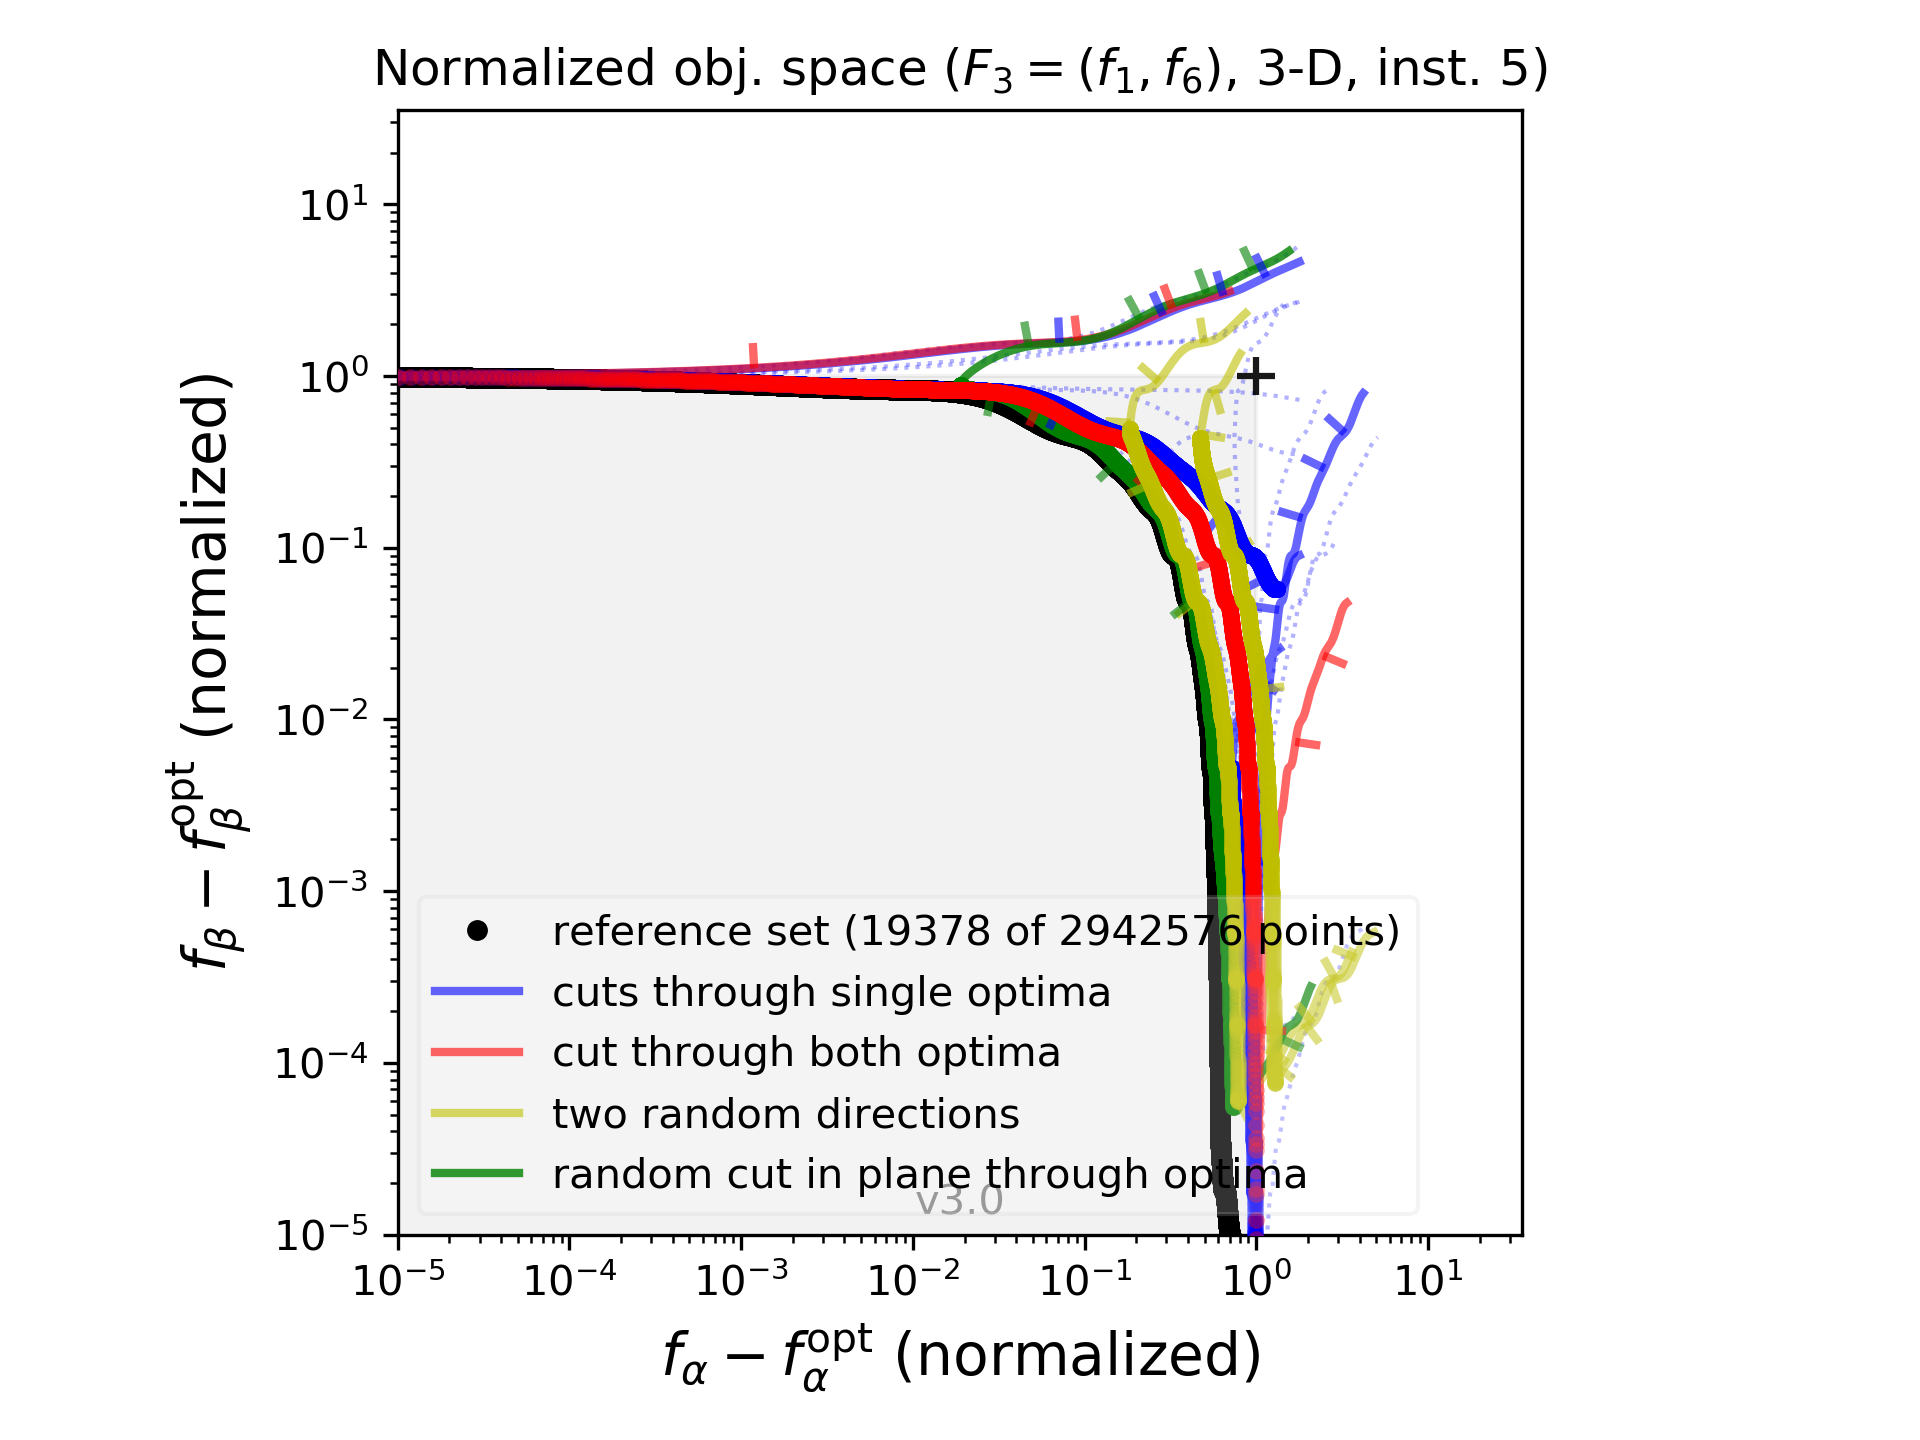 Normalized obj. space (F₃ = (f₁, f₆), 3-D, inst. 5)
f_β − f_β^opt (normalized)
10¹
10⁰
10⁻¹
10⁻²
10⁻³
10⁻⁴
10⁻⁵
reference set (19378 of 2942576 points)
cuts through single optima
cut through both optima
two random directions
random cut in plane through optima
v3.0
10⁻⁵ 10⁻⁴ 10⁻³ 10⁻² 10⁻¹ 10⁰ 10¹
f_α − f_α^opt (normalized)